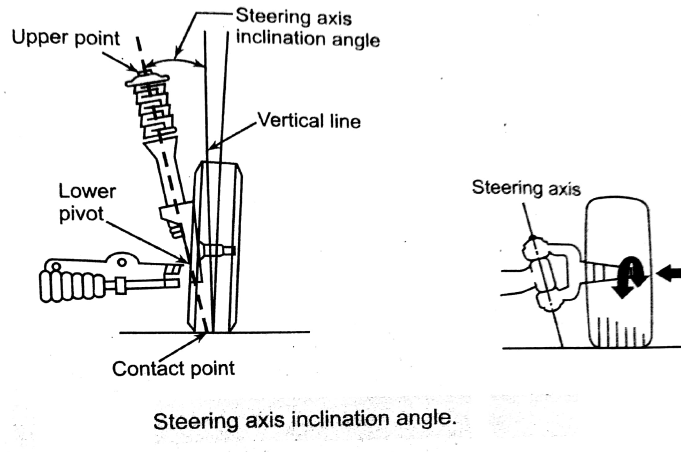 Steering axis
inclination angle
Upper point
Vertical line
Lower
pivot
Contact point
Steering axis
Steering axis inclination angle.